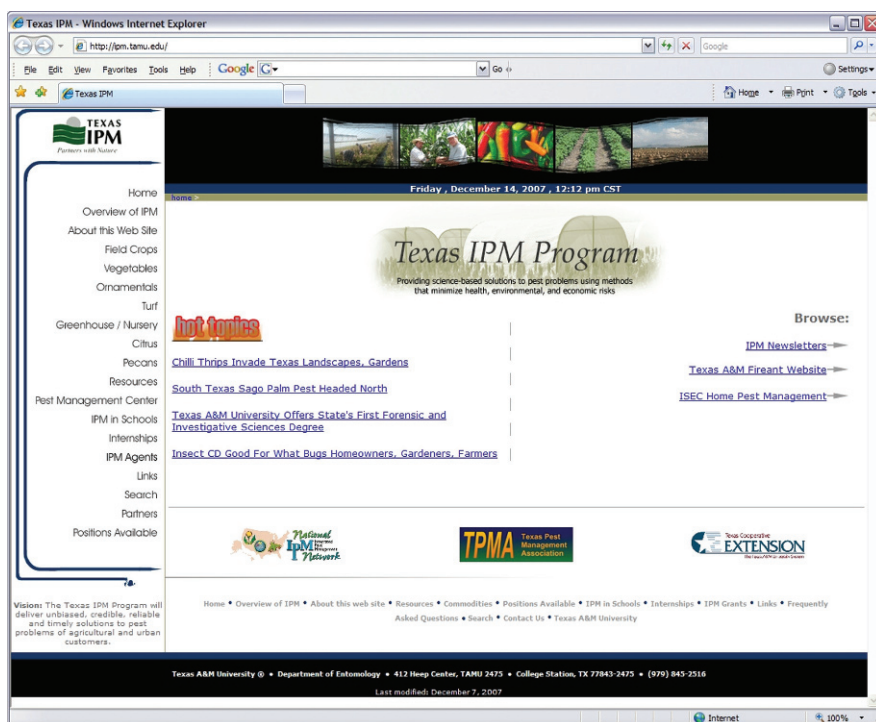 Texas IPM - Windows Internet Explorer
http://ipm.tamu.edu/
Google
File Edit View Favorites Tools Help Google Go Settings
Texas IPM Home Print Tools
TEXAS
IPM
Partners with Nature
Friday , December 14, 2007 , 12:12 pm CST
home >
Home
Overview of IPM
About this Web Site
Field Crops
Vegetables
Ornamentals
Turf
Greenhouse / Nursery
Citrus
Pecans
Resources
Pest Management Center
IPM in Schools
Internships
IPM Agents
Links
Search
Partners
Positions Available
Vision: The Texas IPM Program will
deliver unbiased, credible, reliable
and timely solutions to pest
problems of agricultural and urban
customers.
Texas IPM Program
Providing science-based solutions to pest problems using methods
that minimize health, environmental, and economic risks
hot topics
Chilli Thrips Invade Texas Landscapes, Gardens
South Texas Sago Palm Pest Headed North
Texas A&M University Offers State's First Forensic and
Investigative Sciences Degree
Insect CD Good For What Bugs Homeowners, Gardeners, Farmers
Browse:
IPM Newsletters
Texas A&M Fireant Website
ISEC Home Pest Management
National
IPM
Network
TPMA
Texas Pest
Management
Association
Texas Cooperative
EXTENSION
Home • Overview of IPM • About this web site • Resources • Commodities • Positions Available • IPM in Schools • Internships • IPM Grants • Links • Frequently
Asked Questions • Search • Contact Us • Texas A&M University
Texas A&M University ® • Department of Entomology • 412 Heep Center, TAMU 2475 • College Station, TX 77843-2475 • (979) 845-2516
Last modified: December 7, 2007
Internet 100%